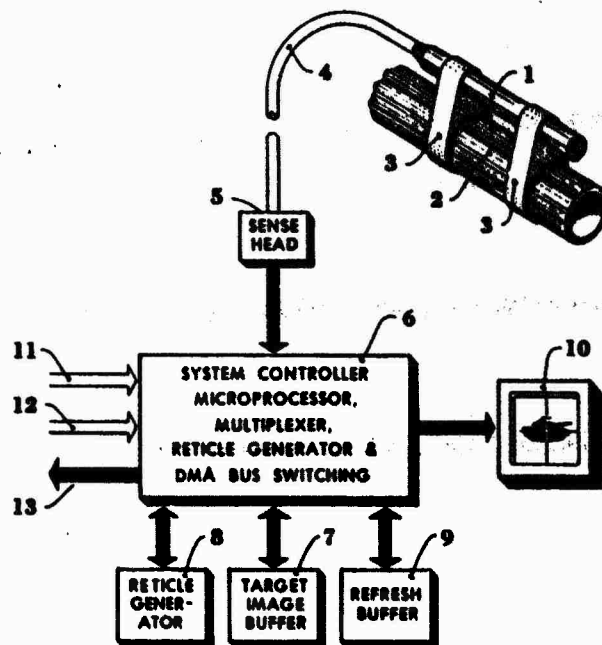 4
1
3
2
3
5
SENSE
HEAD
6
11
12
13
SYSTEM CONTROLLER
MICROPROCESSOR,
MULTIPLEXER,
RETICLE GENERATOR &
DMA BUS SWITCHING
10
8
RETICLE
GENER-
ATOR
7
TARGET
IMAGE
BUFFER
9
REFRESH
BUFFER